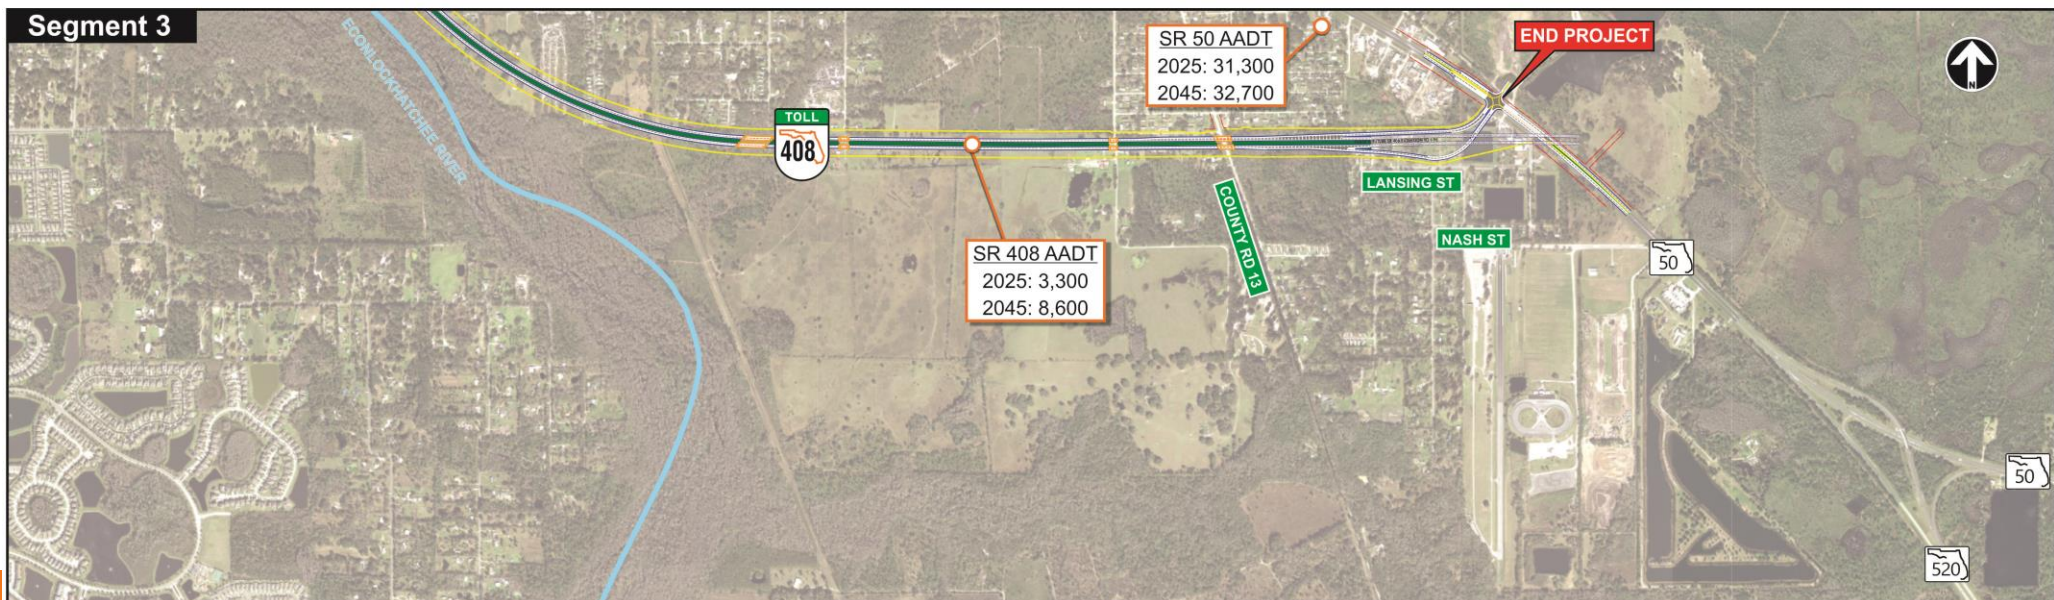 Segment 3
ECONLOCKHATCHEE RIVER
TOLL
408
SR 408 AADT
2025: 3,300
2045: 8,600
SR 50 AADT
2025: 31,300
2045: 32,700
END PROJECT
N
COUNTY RD 13
LANSING ST
NASH ST
50
50
520